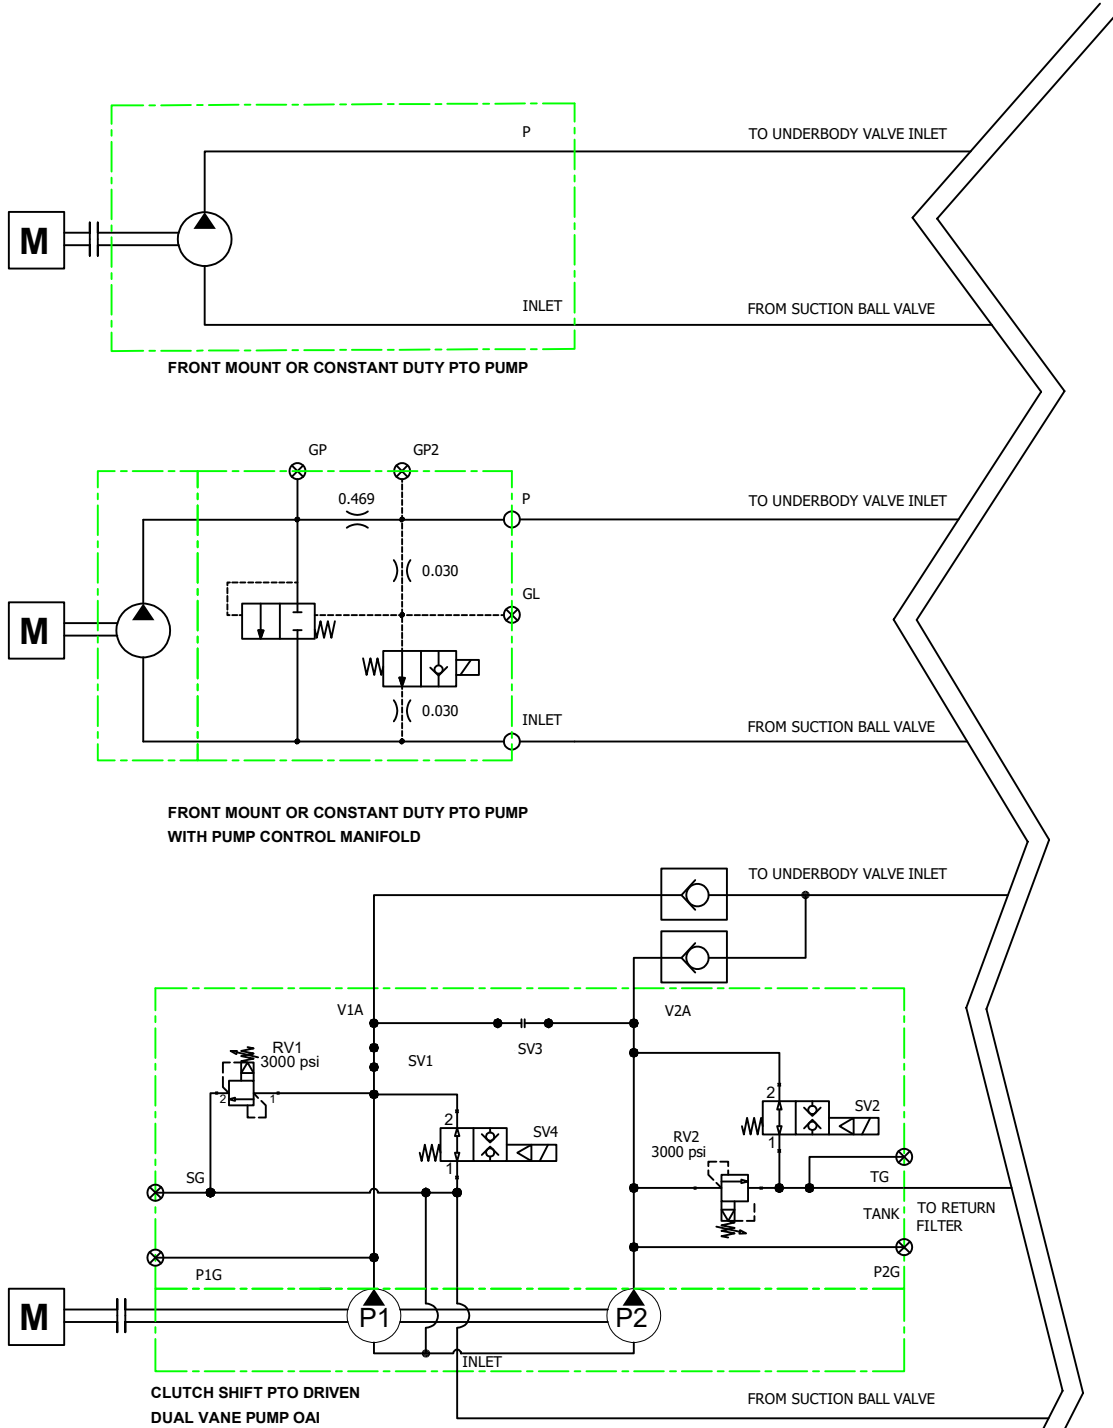 P
TO UNDERBODY VALVE INLET
M
INLET
FROM SUCTION BALL VALVE
FRONT MOUNT OR CONSTANT DUTY PTO PUMP
GP
GP2
0.469
P
TO UNDERBODY VALVE INLET
0.030
GL
M
0.030
INLET
FROM SUCTION BALL VALVE
FRONT MOUNT OR CONSTANT DUTY PTO PUMP
WITH PUMP CONTROL MANIFOLD
TO UNDERBODY VALVE INLET
V1A
V2A
RV1
3000 psi
SV1
SV3
2
1
2
SV4
1
2
SV2
1
RV2
3000 psi
SG
TG
TANK
TO RETURN
FILTER
P1G
P2G
M
P1
P2
INLET
CLUTCH SHIFT PTO DRIVEN
DUAL VANE PUMP OAI
FROM SUCTION BALL VALVE